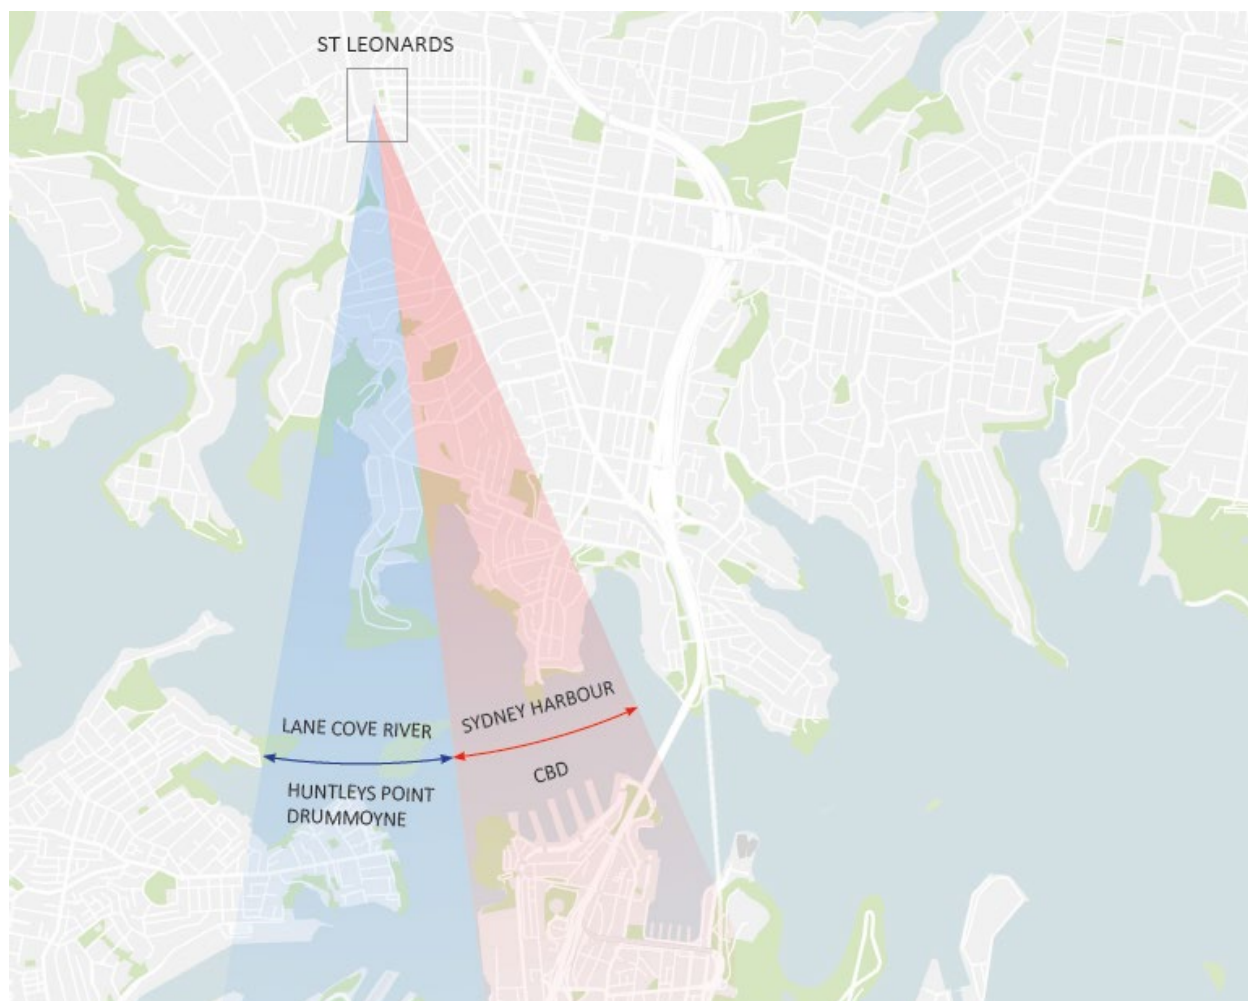 ST LEONARDS
LANE COVE RIVER
SYDNEY HARBOUR
CBD
HUNTLEYS POINT
DRUMMOYNE